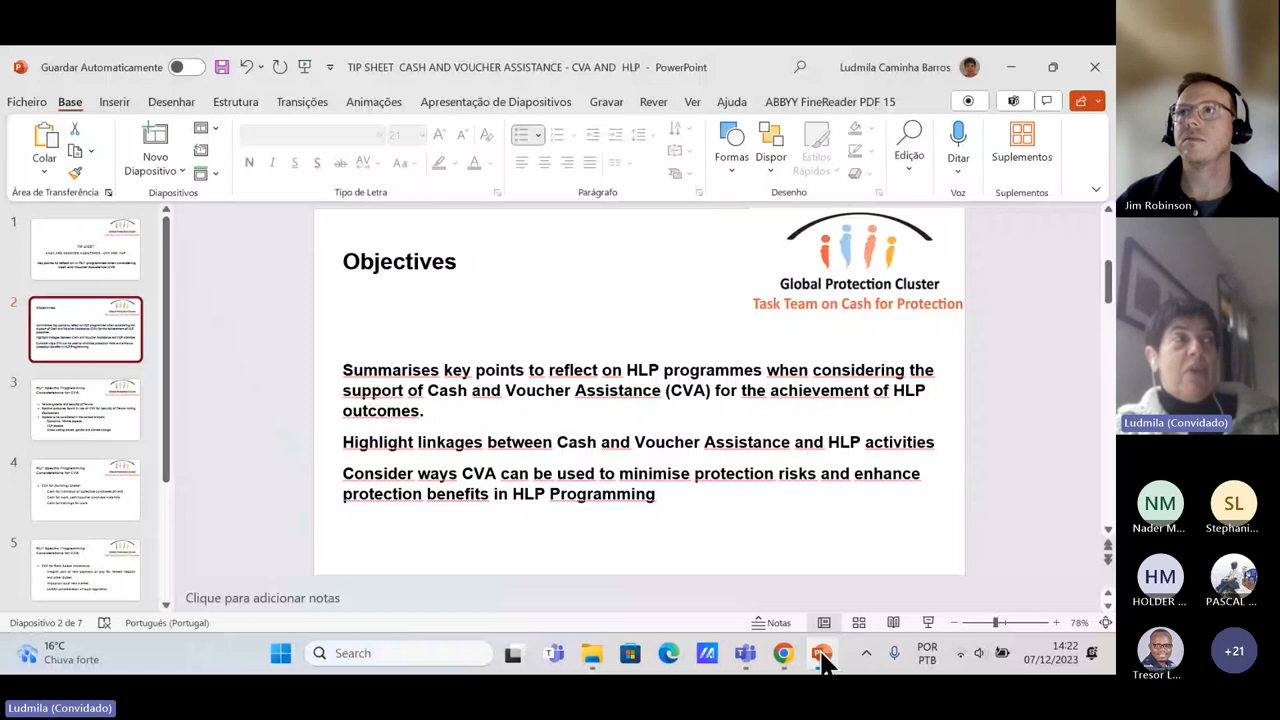 Guardar Automaticamente
TIP SHEET CASH AND VOUCHER ASSISTANCE - CVA AND HLP - PowerPoint
Ludmila Caminha Barros
Ficheiro Base Inserir Desenhar Estrutura Transições Animações Apresentação de Diapositivos Gravar Rever Ver Ajuda ABBYY FineReader PDF 15
Colar
Novo
Diapositivo
21
Formas
Dispor
Estilos
Rápidos
Edição
Ditar
Suplementos
Área de Transferência
Diapositivos
Tipo de Letra
Parágrafo
Desenho
Voz
Suplementos
1
2
3
4
5
Objectives
Global Protection Cluster
Task Team on Cash for Protection
Summarises key points to reflect on HLP programmes when considering the
support of Cash and Voucher Assistance (CVA) for the achievement of HLP
outcomes.
Highlight linkages between Cash and Voucher Assistance and HLP activities
Consider ways CVA can be used to minimise protection risks and enhance
protection benefits in HLP Programming
Clique para adicionar notas
Diapositivo 2 de 7
Português (Portugal)
Notas
78%
16°C
Chuva forte
Search
POR
PTB
14:22
07/12/2023
Ludmila (Convidado)
Jim Robinson
Ludmila (Convidado)
NM
Nader M...
SL
Stephani...
HM
HOLDER ...
PASCAL ...
Tresor L...
+21